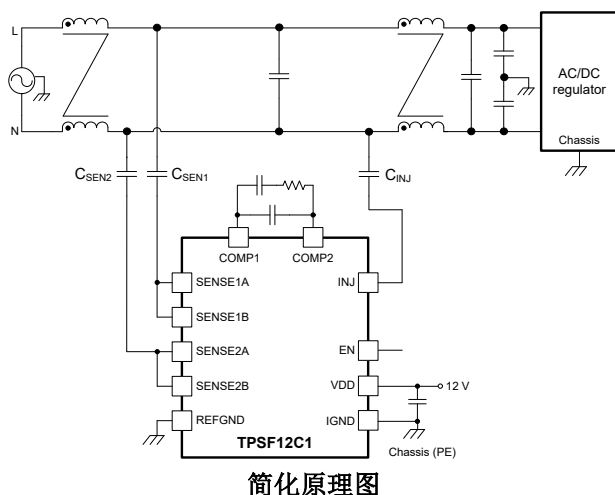 L
N
AC/DC
regulator
Chassis
CSEN2
CSEN1
CINJ
COMP1
COMP2
SENSE1A
INJ
SENSE1B
SENSE2A
EN
SENSE2B
VDD
12 V
REFGND
IGND
TPSF12C1
Chassis (PE)
简化原理图